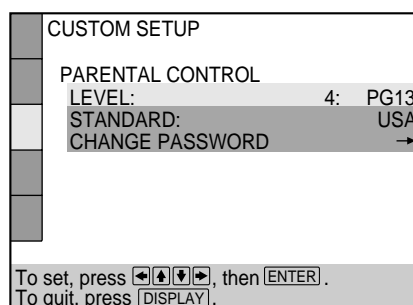 CUSTOM SETUP
PARENTAL CONTROL
LEVEL: 4: PG13
STANDARD: USA
CHANGE PASSWORD →
To set, press ←↑↓→, then ENTER.
To quit, press DISPLAY.